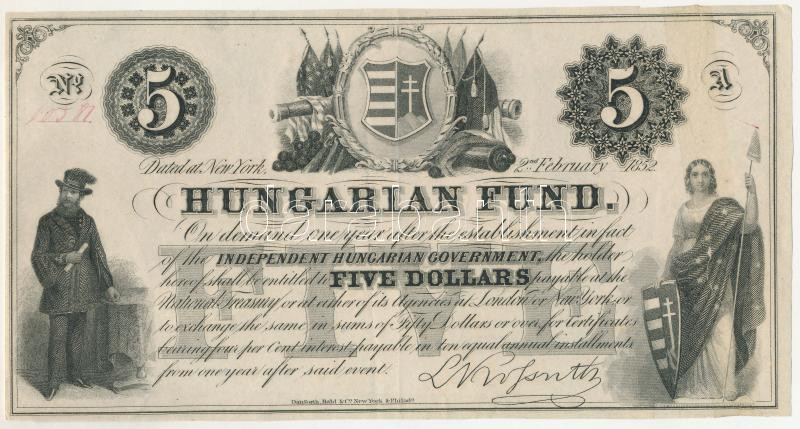 5
5
No
A
Dated at New York, 2nd February 1852.
HUNGARIAN FUND.
On demand one year after the establishment in fact
of the INDEPENDENT HUNGARIAN GOVERNMENT, the holder
hereof shall be entitled to FIVE DOLLARS payable at the
National Treasury or at either of its Agencies at London or New York, or
to exchange the same in sums of Fifty Dollars or over, for Certificates
bearing four per Cent interest, payable in ten equal annual installments
from one year after said event.
FIVE
L Kossuth
Danforth, Bald & Co. New York & Philada.